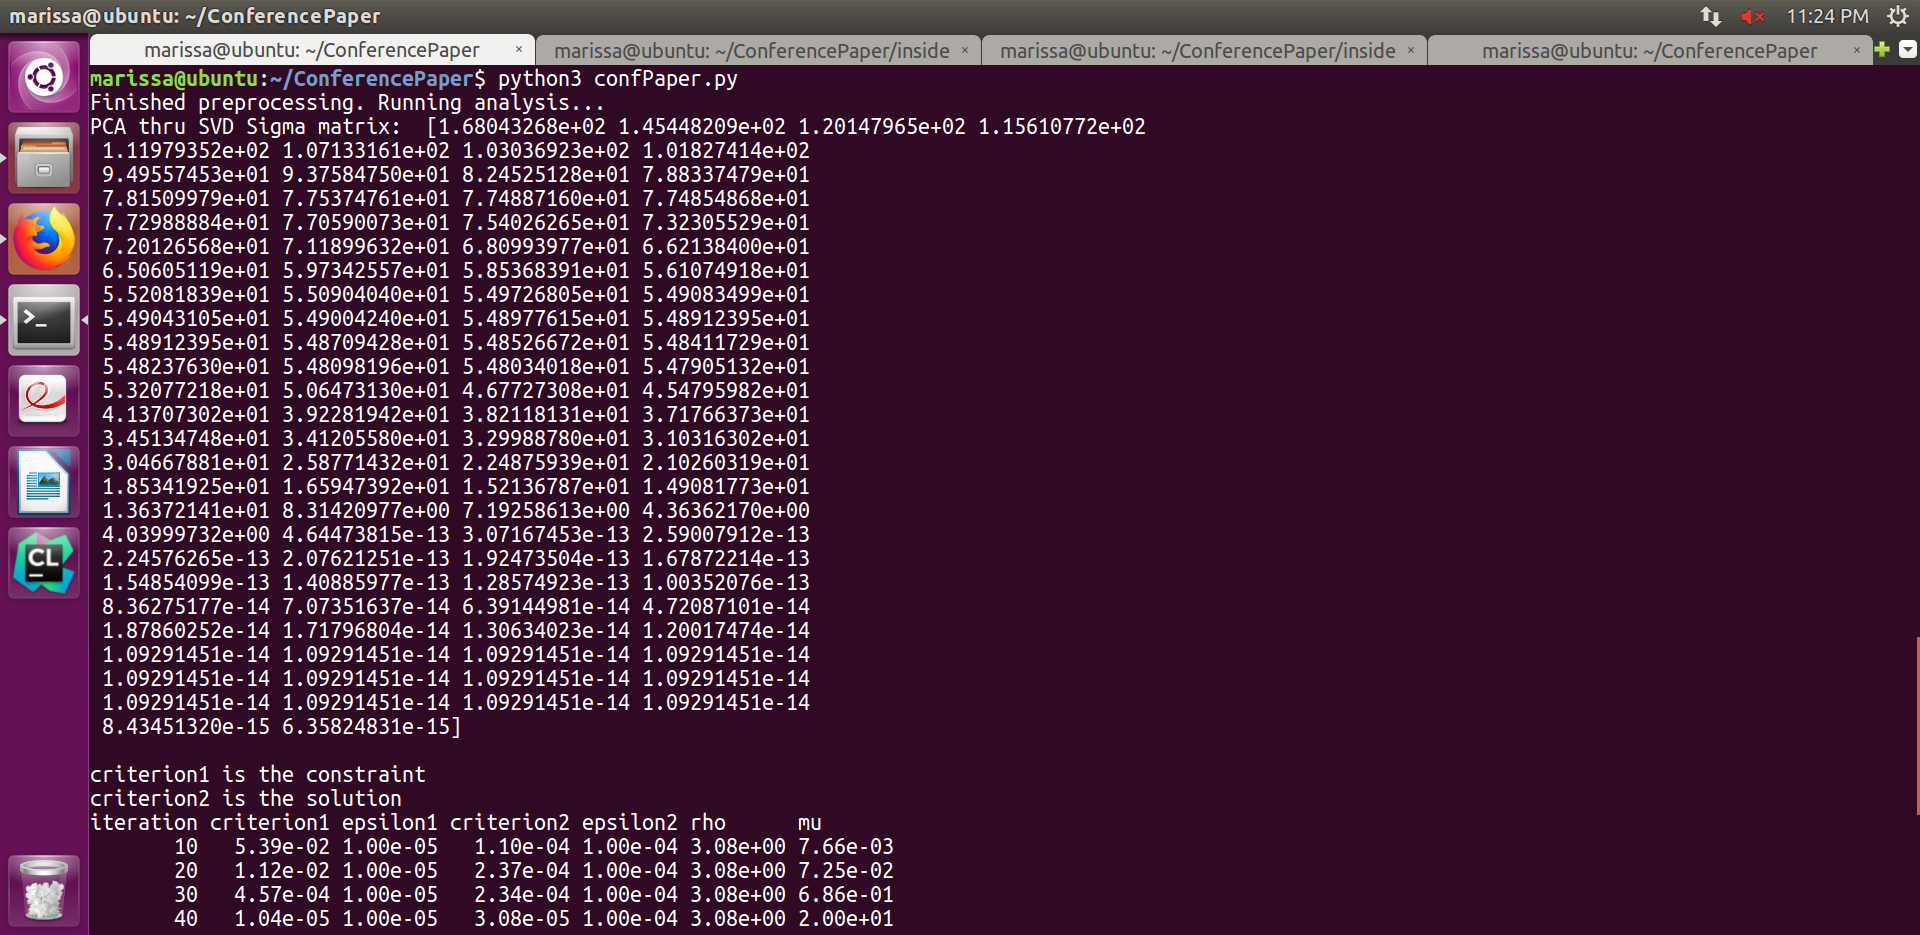 marissa@ubuntu: ~/ConferencePaper
11:24 PM
marissa@ubuntu: ~/ConferencePaper × marissa@ubuntu: ~/ConferencePaper/inside × marissa@ubuntu: ~/ConferencePaper/inside × marissa@ubuntu: ~/ConferencePaper ×
marissa@ubuntu:~/ConferencePaper$ python3 confPaper.py
Finished preprocessing. Running analysis...
PCA thru SVD Sigma matrix:  [1.68043268e+02 1.45448209e+02 1.20147965e+02 1.15610772e+02
1.11979352e+02 1.07133161e+02 1.03036923e+02 1.01827414e+02
9.49557453e+01 9.37584750e+01 8.24525128e+01 7.88337479e+01
7.81509979e+01 7.75374761e+01 7.74887160e+01 7.74854868e+01
7.72988884e+01 7.70590073e+01 7.54026265e+01 7.32305529e+01
7.20126568e+01 7.11899632e+01 6.80993977e+01 6.62138400e+01
6.50605119e+01 5.97342557e+01 5.85368391e+01 5.61074918e+01
5.52081839e+01 5.50904040e+01 5.49726805e+01 5.49083499e+01
5.49043105e+01 5.49004240e+01 5.48977615e+01 5.48912395e+01
5.48912395e+01 5.48709428e+01 5.48526672e+01 5.48411729e+01
5.48237630e+01 5.48098196e+01 5.48034018e+01 5.47905132e+01
5.32077218e+01 5.06473130e+01 4.67727308e+01 4.54795982e+01
4.13707302e+01 3.92281942e+01 3.82118131e+01 3.71766373e+01
3.45134748e+01 3.41205580e+01 3.29988780e+01 3.10316302e+01
3.04667881e+01 2.58771432e+01 2.24875939e+01 2.10260319e+01
1.85341925e+01 1.65947392e+01 1.52136787e+01 1.49081773e+01
1.36372141e+01 8.31420977e+00 7.19258613e+00 4.36362170e+00
4.03999732e+00 4.64473815e-13 3.07167453e-13 2.59007912e-13
2.24576265e-13 2.07621251e-13 1.92473504e-13 1.67872214e-13
1.54854099e-13 1.40885977e-13 1.28574923e-13 1.00352076e-13
8.36275177e-14 7.07351637e-14 6.39144981e-14 4.72087101e-14
1.87860252e-14 1.71796804e-14 1.30634023e-14 1.20017474e-14
1.09291451e-14 1.09291451e-14 1.09291451e-14 1.09291451e-14
1.09291451e-14 1.09291451e-14 1.09291451e-14 1.09291451e-14
1.09291451e-14 1.09291451e-14 1.09291451e-14 1.09291451e-14
8.43451320e-15 6.35824831e-15]
criterion1 is the constraint
criterion2 is the solution
iteration criterion1 epsilon1 criterion2 epsilon2 rho      mu
10   5.39e-02 1.00e-05   1.10e-04 1.00e-04 3.08e+00 7.66e-03
20   1.12e-02 1.00e-05   2.37e-04 1.00e-04 3.08e+00 7.25e-02
30   4.57e-04 1.00e-05   2.34e-04 1.00e-04 3.08e+00 6.86e-01
40   1.04e-05 1.00e-05   3.08e-05 1.00e-04 3.08e+00 2.00e+01
CL